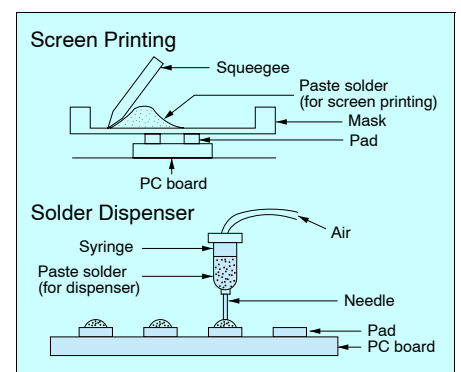 Screen Printing
Squeegee
Paste solder
(for screen printing)
Mask
Pad
PC board
Solder Dispenser
Air
Syringe
Paste solder
(for dispenser)
Needle
Pad
PC board